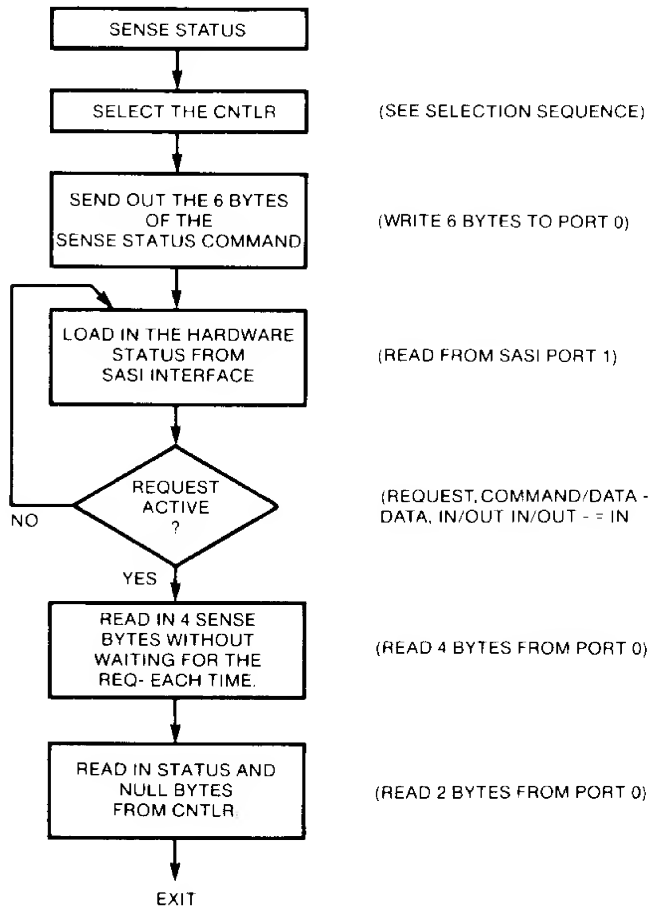 SENSE STATUS
SELECT THE CNTLR
(SEE SELECTION SEQUENCE)
SEND OUT THE 6 BYTES
OF THE
SENSE STATUS COMMAND
(WRITE 6 BYTES TO PORT 0)
LOAD IN THE HARDWARE
STATUS FROM
SASI INTERFACE
(READ FROM SASI PORT 1)
REQUEST
ACTIVE
?
(REQUEST, COMMAND/DATA -
DATA, IN/OUT IN/OUT - = IN
NO
YES
READ IN 4 SENSE
BYTES WITHOUT
WAITING FOR THE
REQ- EACH TIME.
(READ 4 BYTES FROM PORT 0)
READ IN STATUS AND
NULL BYTES
FROM CNTLR
(READ 2 BYTES FROM PORT 0)
EXIT